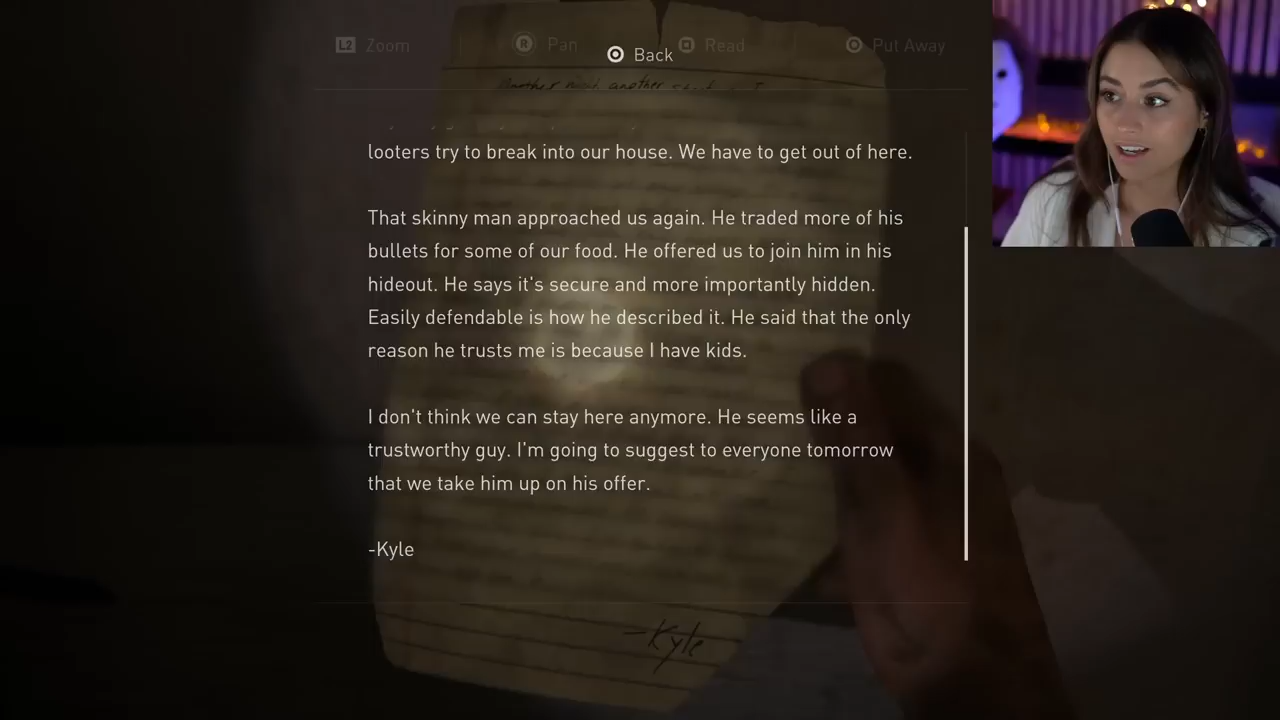 L2 Zoom
R Pan
Read
Put Away
Back
Another night another
looters try to break into our house. We have to get out of here.
That skinny man approached us again. He traded more of his
bullets for some of our food. He offered us to join him in his
hideout. He says it's secure and more importantly hidden.
Easily defendable is how he described it. He said that the only
reason he trusts me is because I have kids.
I don't think we can stay here anymore. He seems like a
trustworthy guy. I'm going to suggest to everyone tomorrow
that we take him up on his offer.
-Kyle
-Kyle